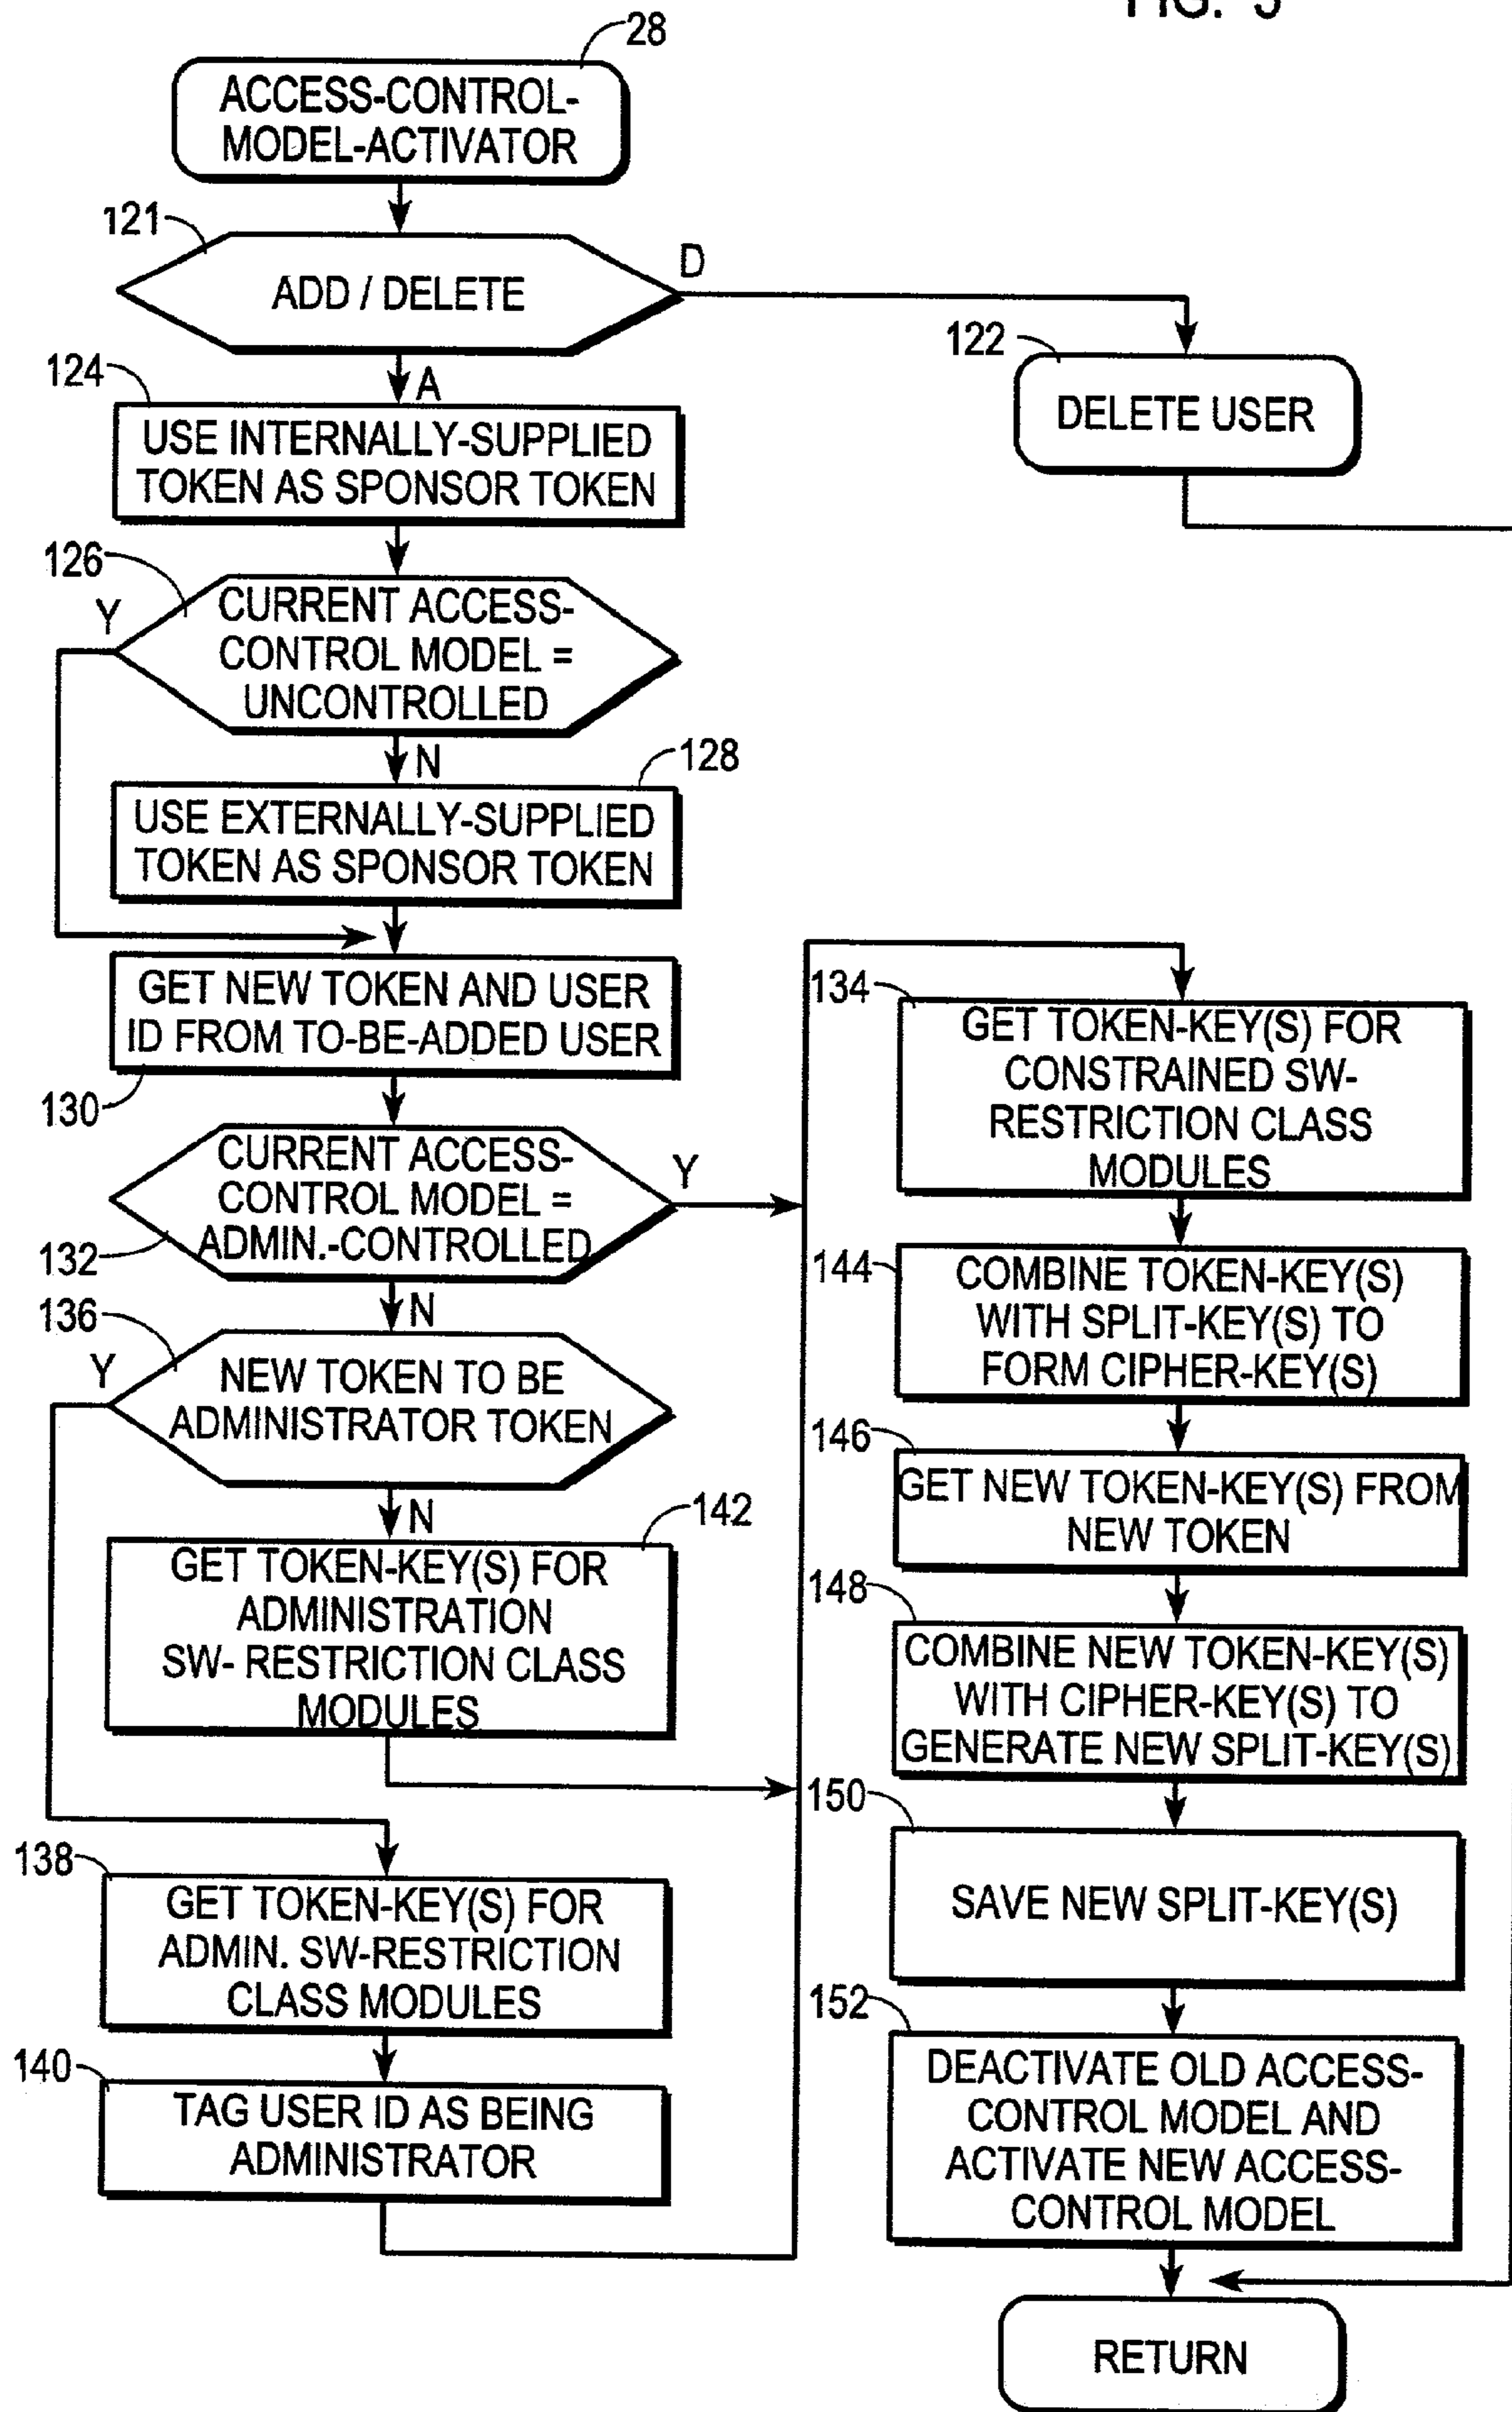 FIG. 5
28
ACCESS-CONTROL-
MODEL-ACTIVATOR
121
ADD / DELETE
D
122
DELETE USER
A
124
USE INTERNALLY-SUPPLIED
TOKEN AS SPONSOR TOKEN
126
Y
CURRENT ACCESS-
CONTROL MODEL =
UNCONTROLLED
N
128
USE EXTERNALLY-SUPPLIED
TOKEN AS SPONSOR TOKEN
GET NEW TOKEN AND USER
ID FROM TO-BE-ADDED USER
130
CURRENT ACCESS-
CONTROL MODEL =
ADMIN.-CONTROLLED
Y
132
N
136
Y
NEW TOKEN TO BE
ADMINISTRATOR TOKEN
N
142
GET TOKEN-KEY(S) FOR
ADMINISTRATION
SW- RESTRICTION CLASS
MODULES
138
GET TOKEN-KEY(S) FOR
ADMIN. SW-RESTRICTION
CLASS MODULES
140
TAG USER ID AS BEING
ADMINISTRATOR
134
GET TOKEN-KEY(S) FOR
CONSTRAINED SW-
RESTRICTION CLASS
MODULES
144
COMBINE TOKEN-KEY(S)
WITH SPLIT-KEY(S) TO
FORM CIPHER-KEY(S)
146
GET NEW TOKEN-KEY(S) FROM
NEW TOKEN
148
COMBINE NEW TOKEN-KEY(S)
WITH CIPHER-KEY(S) TO
GENERATE NEW SPLIT-KEY(S)
150
SAVE NEW SPLIT-KEY(S)
152
DEACTIVATE OLD ACCESS-
CONTROL MODEL AND
ACTIVATE NEW ACCESS-
CONTROL MODEL
RETURN